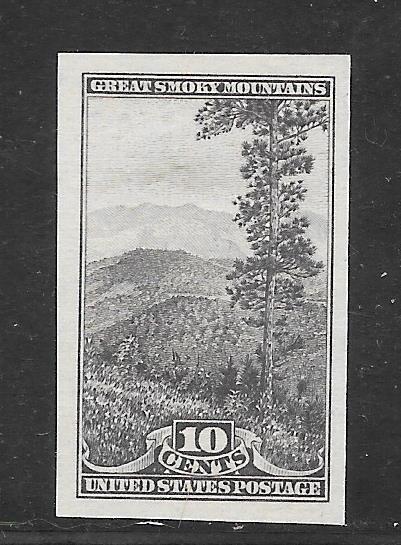 GREAT SMOKY MOUNTAINS
10
CENTS
UNITED STATES POSTAGE